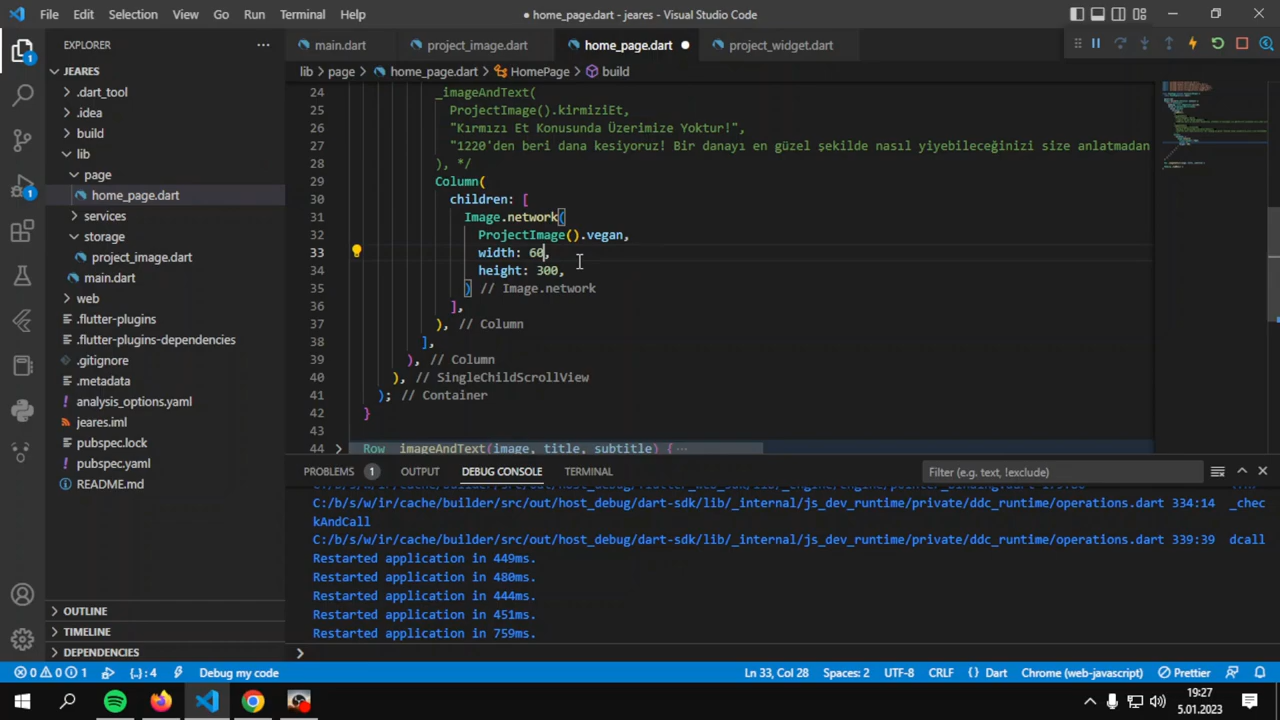 File Edit Selection View Go Run Terminal Help
● home_page.dart - jeares - Visual Studio Code
EXPLORER
main.dart
project_image.dart
home_page.dart
project_widget.dart
lib > page > home_page.dart > HomePage > build
JEARES
.dart_tool
.idea
build
lib
page
home_page.dart
services
storage
project_image.dart
main.dart
web
.flutter-plugins
.flutter-plugins-dependencies
.gitignore
.metadata
analysis_options.yaml
jeares.iml
pubspec.lock
pubspec.yaml
README.md
OUTLINE
TIMELINE
DEPENDENCIES
24 _imageAndText(
25 ProjectImage().kirmiziEt,
26 "Kırmızı Et Konusunda Üzerimize Yoktur!",
27 "1220'den beri dana kesiyoruz! Bir danayı en güzel şekilde nasıl yiyebileceğinizi size anlatmadan
28 ), */
29 Column(
30 children: [
31 Image.network(
32 ProjectImage().vegan,
33 width: 60,
34 height: 300,
35 ) // Image.network
36 ],
37 ), // Column
38 ],
39 ), // Column
40 ), // SingleChildScrollView
41 ); // Container
42 }
43
44 Row _imageAndText(image, title, subtitle) {…
PROBLEMS 1 OUTPUT DEBUG CONSOLE TERMINAL
Filter (e.g. text, !exclude)
C:/b/s/w/ir/cache/builder/src/out/host_debug/dart-sdk/lib/_internal/js_dev_runtime/private/ddc_runtime/operations.dart 334:14 _chec
kAndCall
C:/b/s/w/ir/cache/builder/src/out/host_debug/dart-sdk/lib/_internal/js_dev_runtime/private/ddc_runtime/operations.dart 339:39 dcall
Restarted application in 449ms.
Restarted application in 480ms.
Restarted application in 444ms.
Restarted application in 451ms.
Restarted application in 759ms.
0 0 1 {..}: 4 Debug my code
Ln 33, Col 28 Spaces: 2 UTF-8 CRLF {} Dart Chrome (web-javascript) Prettier
19:27
5.01.2023